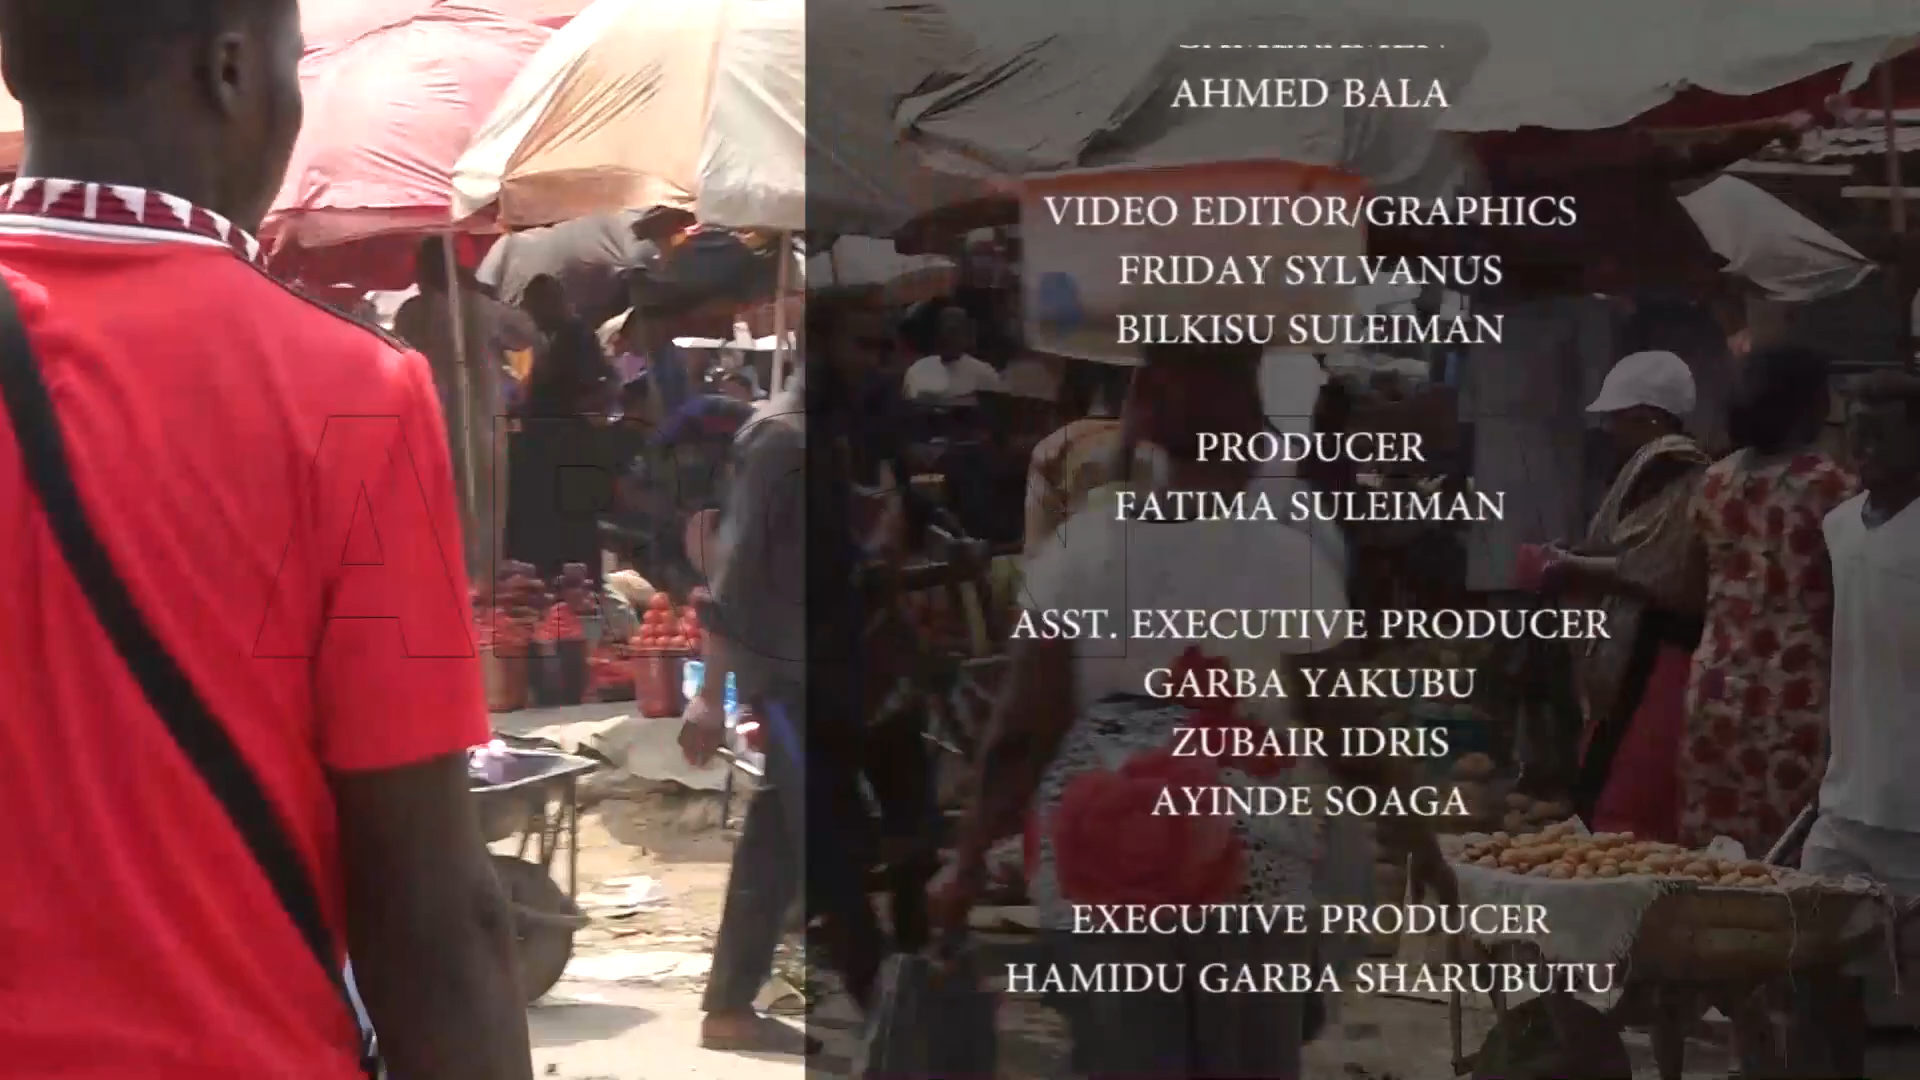 AHMED BALA
VIDEO EDITOR/GRAPHICS
FRIDAY SYLVANUS
BILKISU SULEIMAN
PRODUCER
FATIMA SULEIMAN
ASST. EXECUTIVE PRODUCER
GARBA YAKUBU
ZUBAIR IDRIS
AYINDE SOAGA
EXECUTIVE PRODUCER
HAMIDU GARBA SHARUBUTU